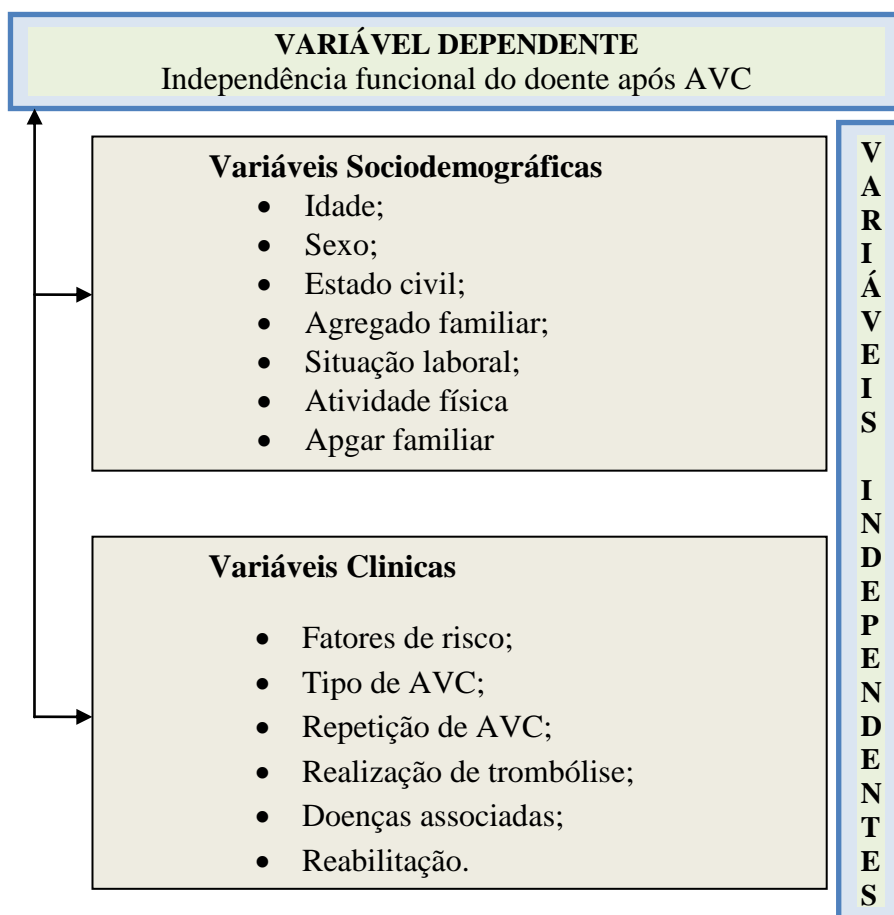 VARIÁVEL DEPENDENTE
Independência funcional do doente após AVC
Variáveis Sociodemográficas
• Idade;
• Sexo;
• Estado civil;
• Agregado familiar;
• Situação laboral;
• Atividade física
• Apgar familiar
Variáveis Clinicas
• Fatores de risco;
• Tipo de AVC;
• Repetição de AVC;
• Realização de trombólise;
• Doenças associadas;
• Reabilitação.
VARIÁVEIS INDEPENDENTES